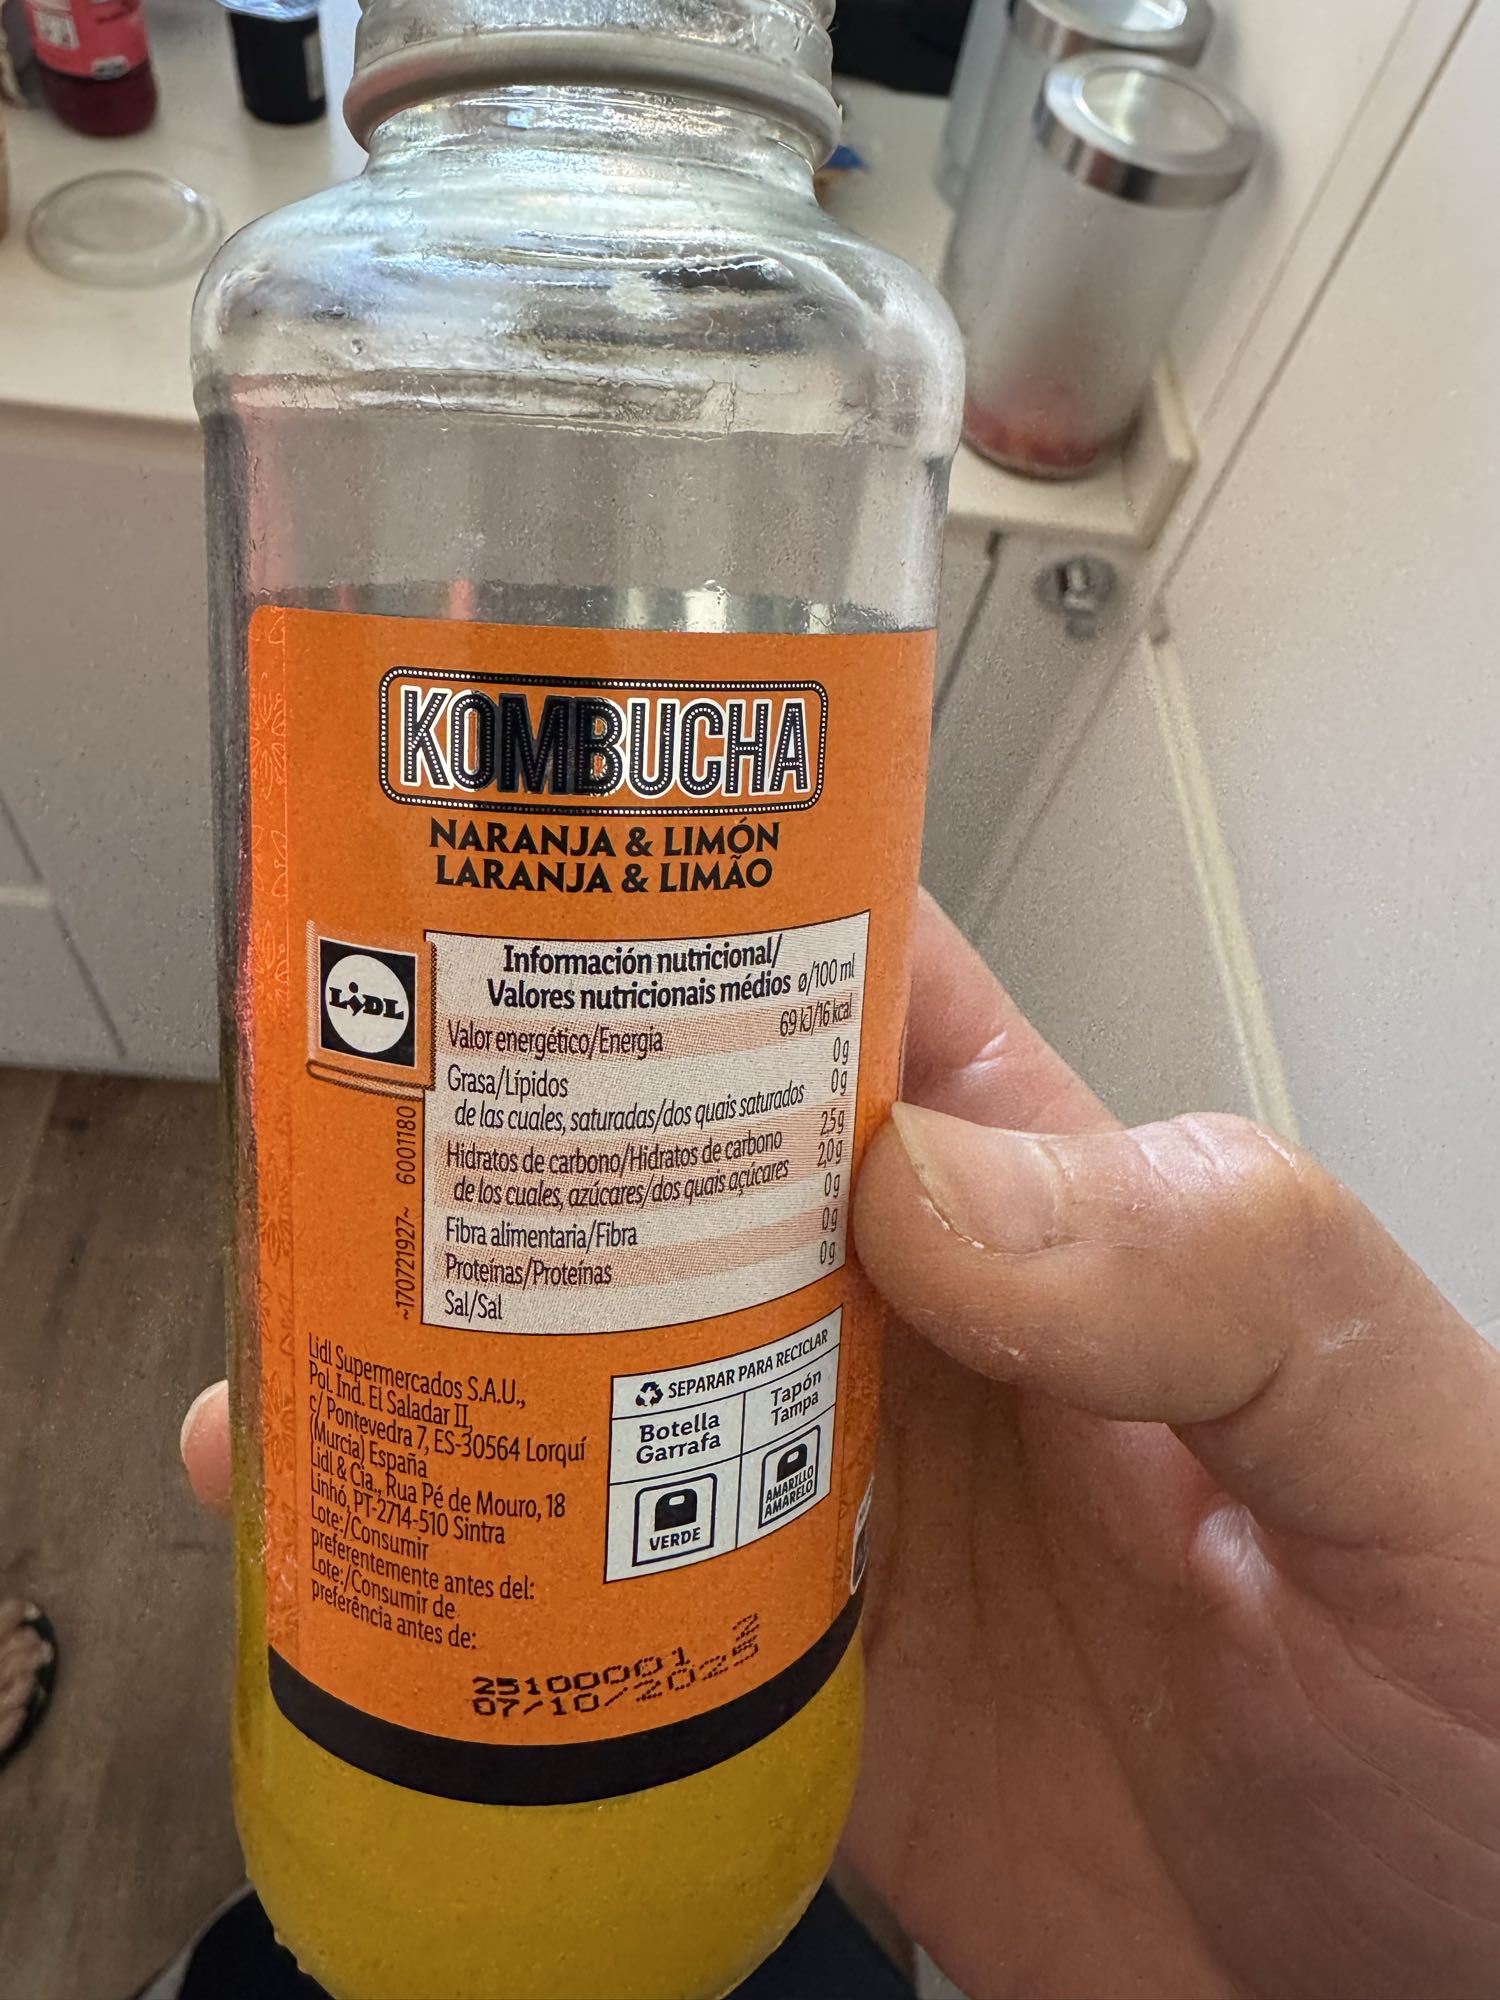 KOMBUCHA
NARANJA & LIMÓN
LARANJA & LIMÃO
LIDL
Información nutricional/
Valores nutricionais médios ø/100 ml
Valor energético/Energia 69 kJ/16 kcal
Grasa/Lípidos 0g
de las cuales, saturadas/dos quais saturados 0g
Hidratos de carbono/Hidratos de carbono 2,5g
de los cuales, azúcares/dos quais açúcares 2,0g
Fibra alimentaria/Fibra 0g
Proteínas/Proteínas 0g
Sal/Sal 0g
~170721927~ 6001180
Lidl Supermercados S.A.U.,
Pol. Ind. El Saladar II,
c/ Pontevedra 7, ES-30564 Lorquí
(Murcia) España
Lidl & Cia., Rua Pé de Mouro, 18
Linhó, PT-2714-510 Sintra
Lote:/Consumir
preferentemente antes del:
Lote:/Consumir de
preferência antes de:
SEPARAR PARA RECICLAR
Botella
Garrafa
VERDE
Tapón
Tampa
AMARILLO
AMARELO
25100001 2
07/10/2025